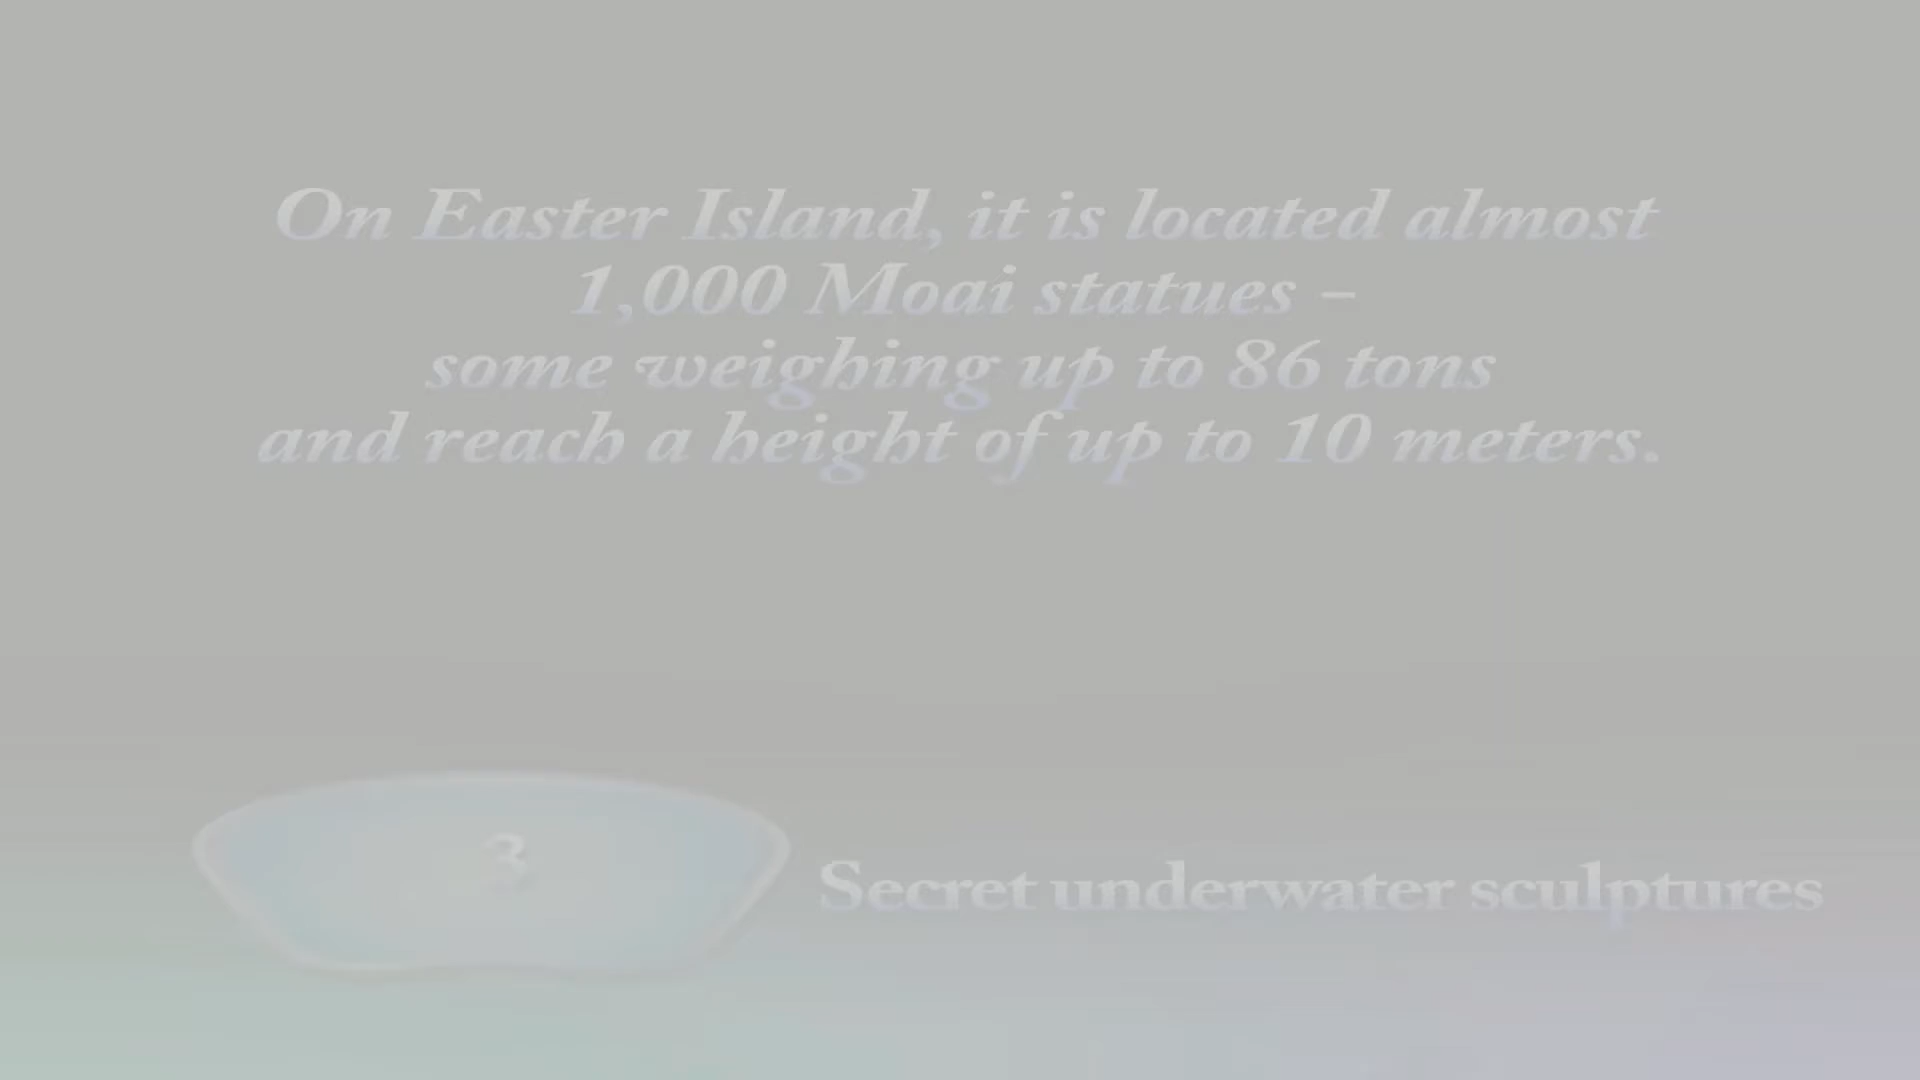 On Easter Island, it is located almost
1,000 Moai statues –
some weighing up to 86 tons
and reach a height of up to 10 meters.
3
Secret underwater sculptures